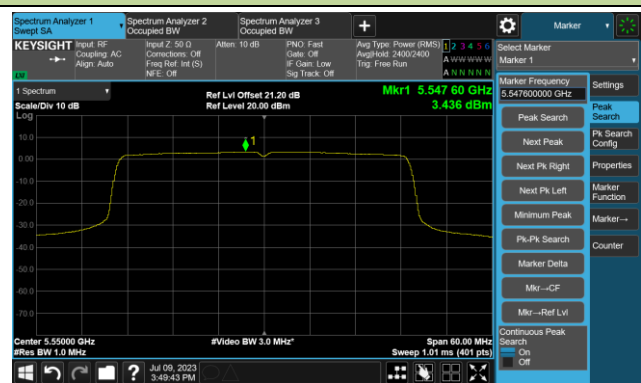 Spectrum Analyzer 1
Swept SA
Spectrum Analyzer 2
Occupied BW
Spectrum Analyzer 3
Occupied BW
Marker
KEYSIGHT
Input: RF
Coupling: AC
Align: Auto
Input Z: 50 Ω
Corrections: Off
Freq Ref: Int (S)
NFE: Off
Atten: 10 dB
PNO: Fast
Gate: Off
IF Gain: Low
Sig Track: Off
Avg Type: Power (RMS)
Avg|Hold: 2400/2400
Trig: Free Run
1 2 3 4 5 6
A W W W W W
A N N N N N
LV
Select Marker
Marker 1
1 Spectrum
Scale/Div 10 dB
Log
Ref Lvl Offset 21.20 dB
Ref Level 20.00 dBm
Mkr1 5.547 60 GHz
3.436 dBm
1
10.0
0.00
-10.0
-20.0
-30.0
-40.0
-50.0
-60.0
-70.0
Center 5.55000 GHz
#Res BW 1.0 MHz
#Video BW 3.0 MHz*
Span 60.00 MHz
Sweep 1.01 ms (401 pts)
Marker Frequency
5.547600000 GHz
Peak Search
Next Peak
Next Pk Right
Next Pk Left
Minimum Peak
Pk-Pk Search
Marker Delta
Mkr→CF
Mkr→Ref Lvl
Continuous Peak
Search
On
Off
Settings
Peak
Search
Pk Search
Config
Properties
Marker
Function
Marker→
Counter
?
Jul 09, 2023
3:49:43 PM